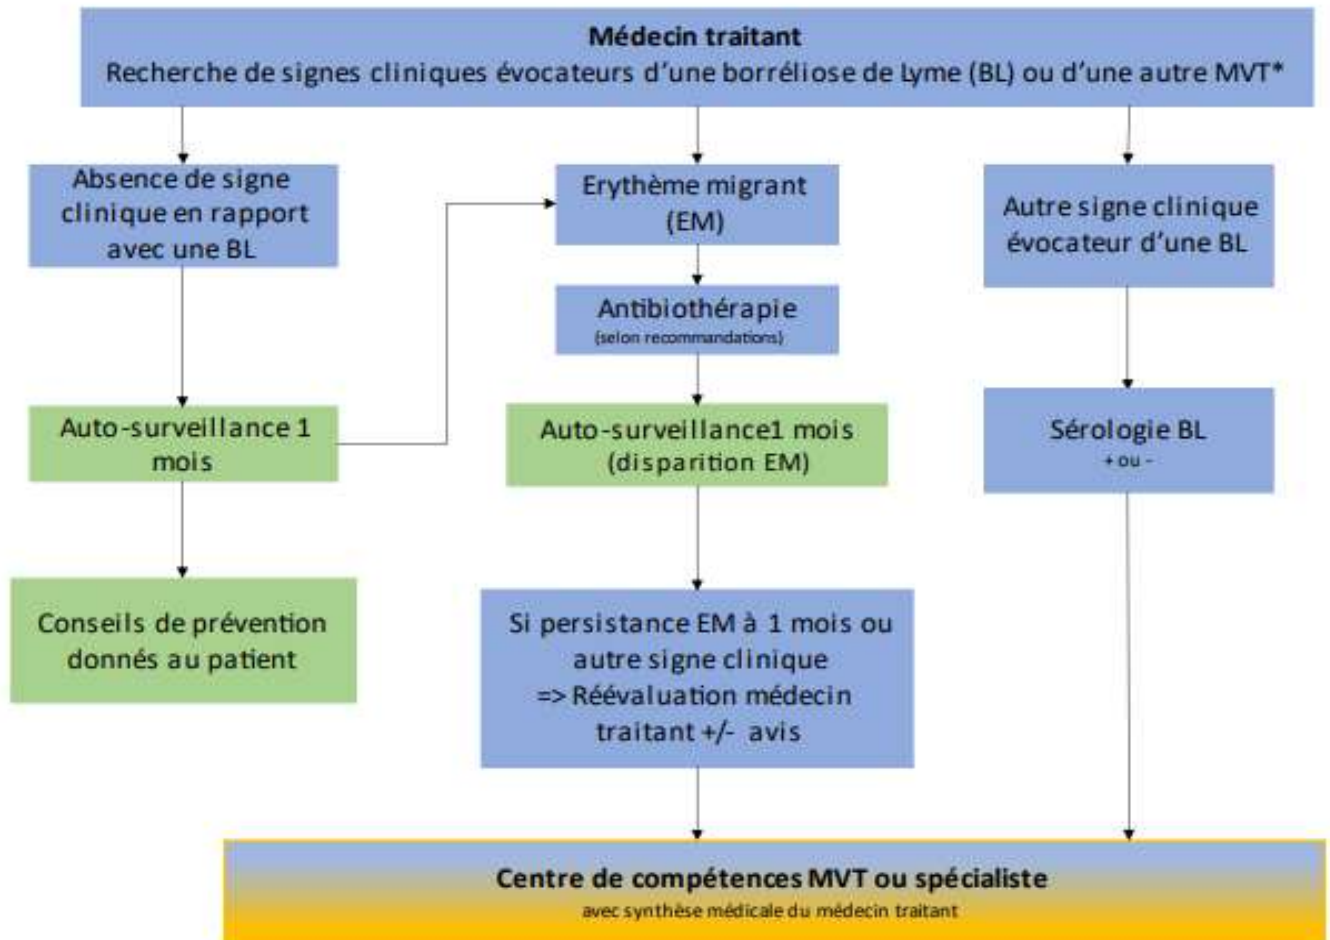 Médecin traitant
Recherche de signes cliniques évocateurs d'une borréliose de Lyme (BL) ou d'une autre MVT*
Absence de signe
clinique en rapport
avec une BL
Erythème migrant
(EM)
Autre signe clinique
évocateur d'une BL
Antibiothérapie
(selon recommandations)
Auto-surveillance 1
mois
Auto-surveillance1 mois
(disparition EM)
Sérologie BL
+ ou -
Conseils de prévention
donnés au patient
Si persistance EM à 1 mois ou
autre signe clinique
=> Réévaluation médecin
traitant +/- avis
Centre de compétences MVT ou spécialiste
avec synthèse médicale du médecin traitant